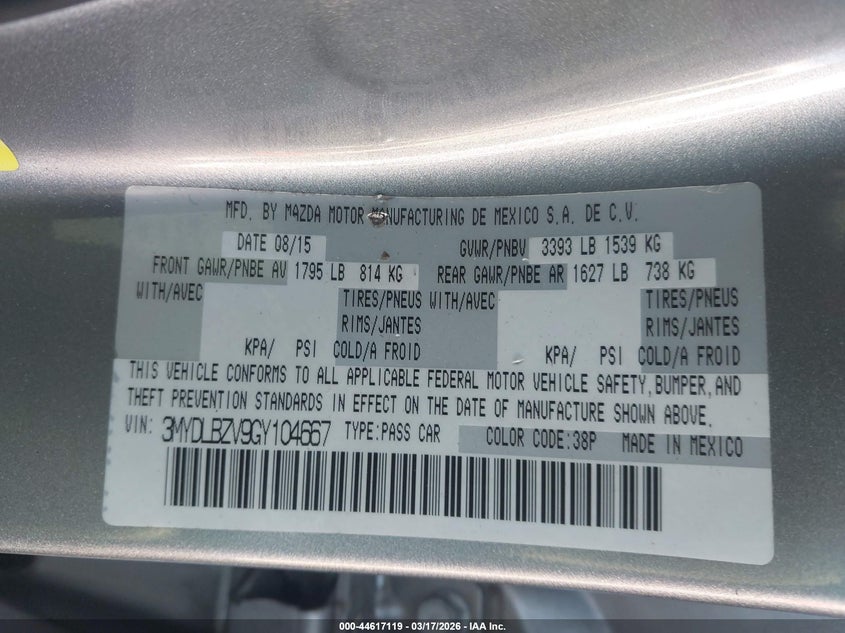 MFD. BY MAZDA MOTOR MANUFACTURING DE MEXICO S.A. DE C.V.
DATE 08/15 GVWR/PNBV 3393 LB 1539 KG
FRONT GAWR/PNBE AV 1795 LB 814 KG REAR GAWR/PNBE AR 1627 LB 738 KG
WITH/AVEC TIRES/PNEUS WITH/AVEC TIRES/PNEUS
RIMS/JANTES RIMS/JANTES
KPA/ PSI COLD/A FROID KPA/ PSI COLD/A FROID
THIS VEHICLE CONFORMS TO ALL APPLICABLE FEDERAL MOTOR VEHICLE SAFETY, BUMPER, AND
THEFT PREVENTION STANDARDS IN EFFECT ON THE DATE OF MANUFACTURE SHOWN ABOVE.
VIN: 3MYDLBZV9GY104667 TYPE:PASS CAR COLOR CODE:38P MADE IN MEXICO
000-44617119 - 03/17/2026 - IAA Inc.